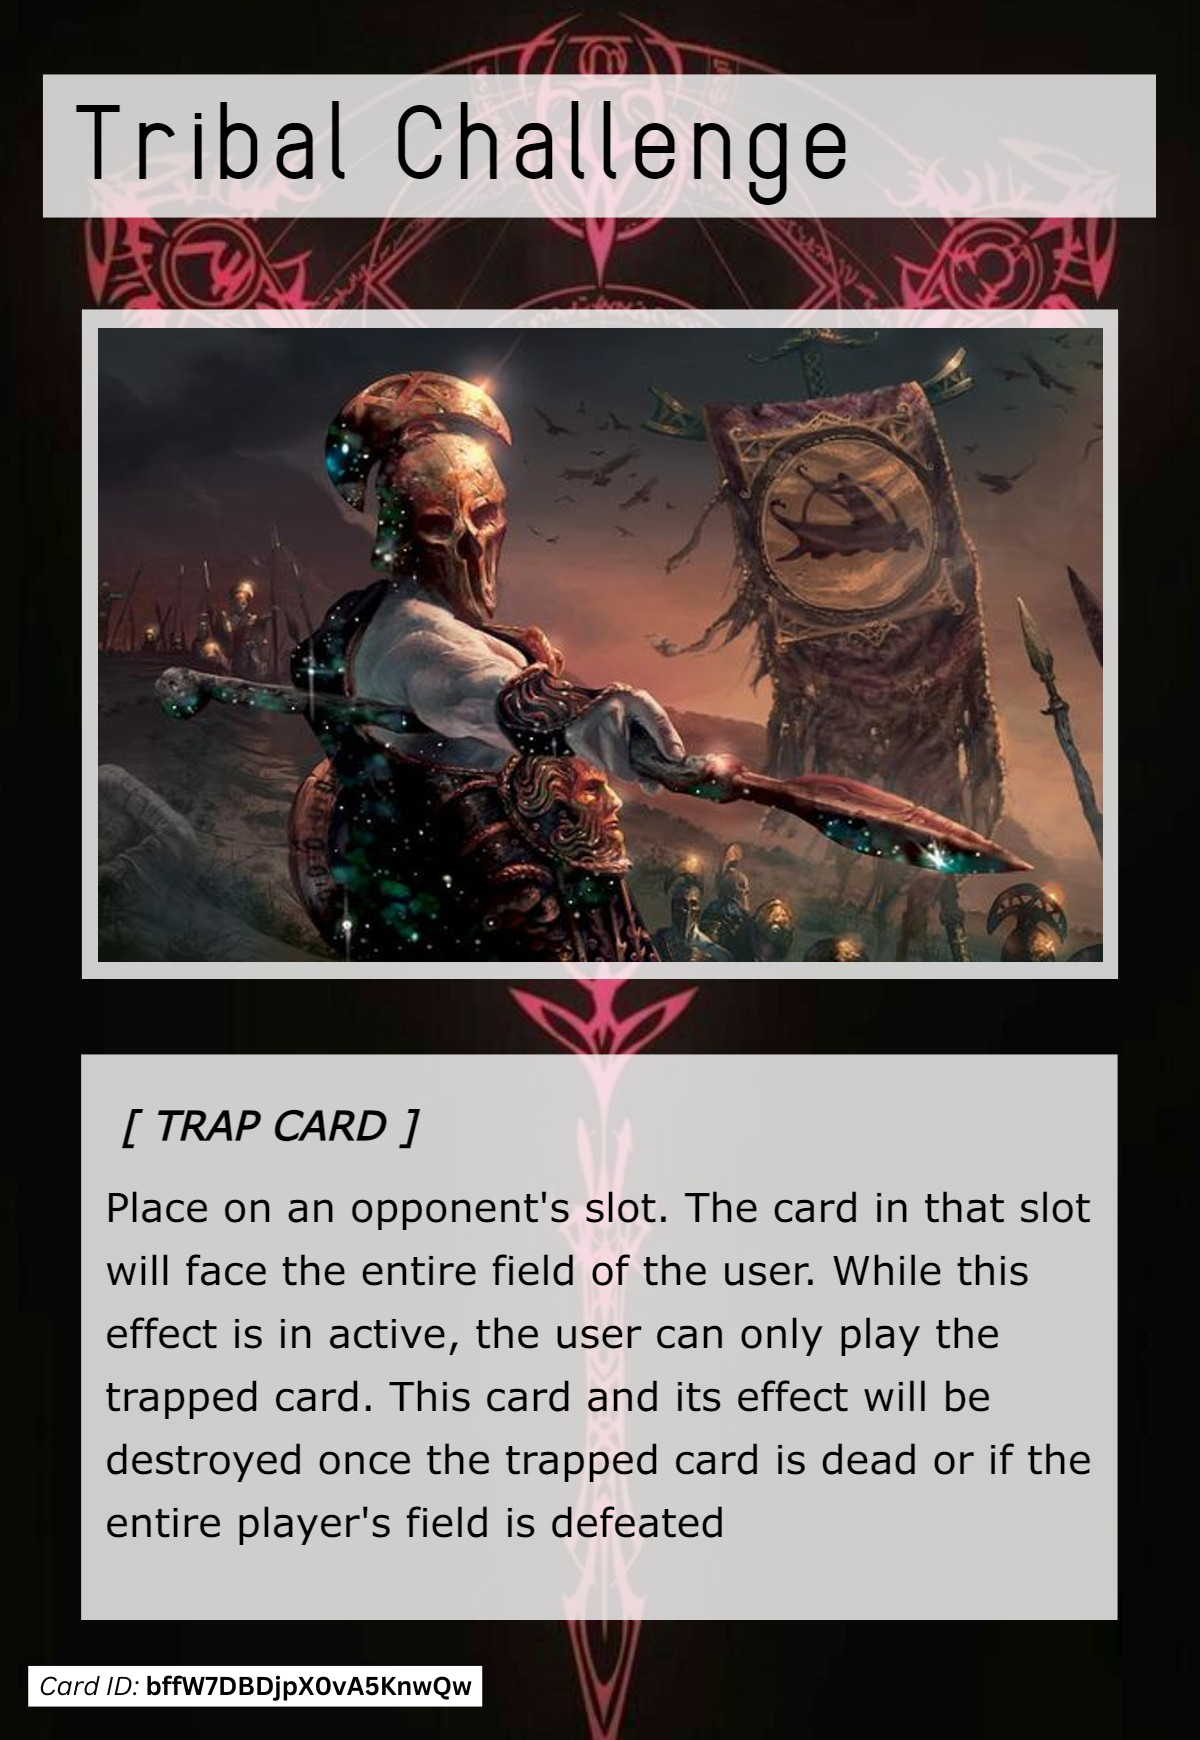 Tribal Challenge
[ TRAP CARD ]
Place on an opponent's slot. The card in that slot
will face the entire field of the user. While this
effect is in active, the user can only play the
trapped card. This card and its effect will be
destroyed once the trapped card is dead or if the
entire player's field is defeated
Card ID: bffW7DBDjpX0vA5KnwQw